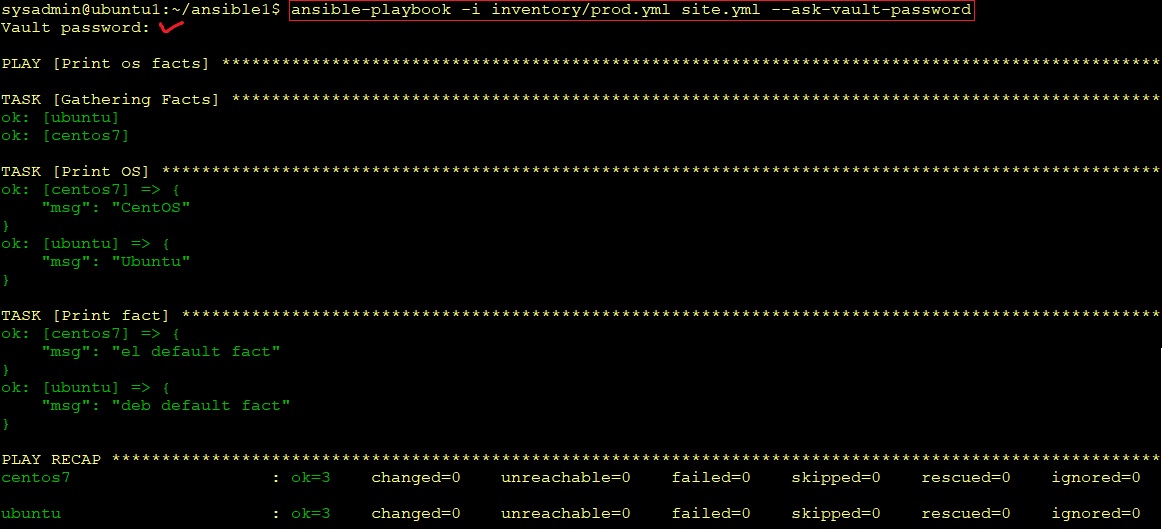 sysadmin@ubuntu1:~/ansible1$ ansible-playbook -i inventory/prod.yml site.yml --ask-vault-password
Vault password:
PLAY [Print os facts] **********************************************************************************************
TASK [Gathering Facts] *********************************************************************************************
ok: [ubuntu]
ok: [centos7]
TASK [Print OS] ****************************************************************************************************
ok: [centos7] => {
    "msg": "CentOS"
}
ok: [ubuntu] => {
    "msg": "Ubuntu"
}
TASK [Print fact] **************************************************************************************************
ok: [centos7] => {
    "msg": "el default fact"
}
ok: [ubuntu] => {
    "msg": "deb default fact"
}
PLAY RECAP *********************************************************************************************************
centos7                    : ok=3    changed=0    unreachable=0    failed=0    skipped=0    rescued=0    ignored=0
ubuntu                     : ok=3    changed=0    unreachable=0    failed=0    skipped=0    rescued=0    ignored=0